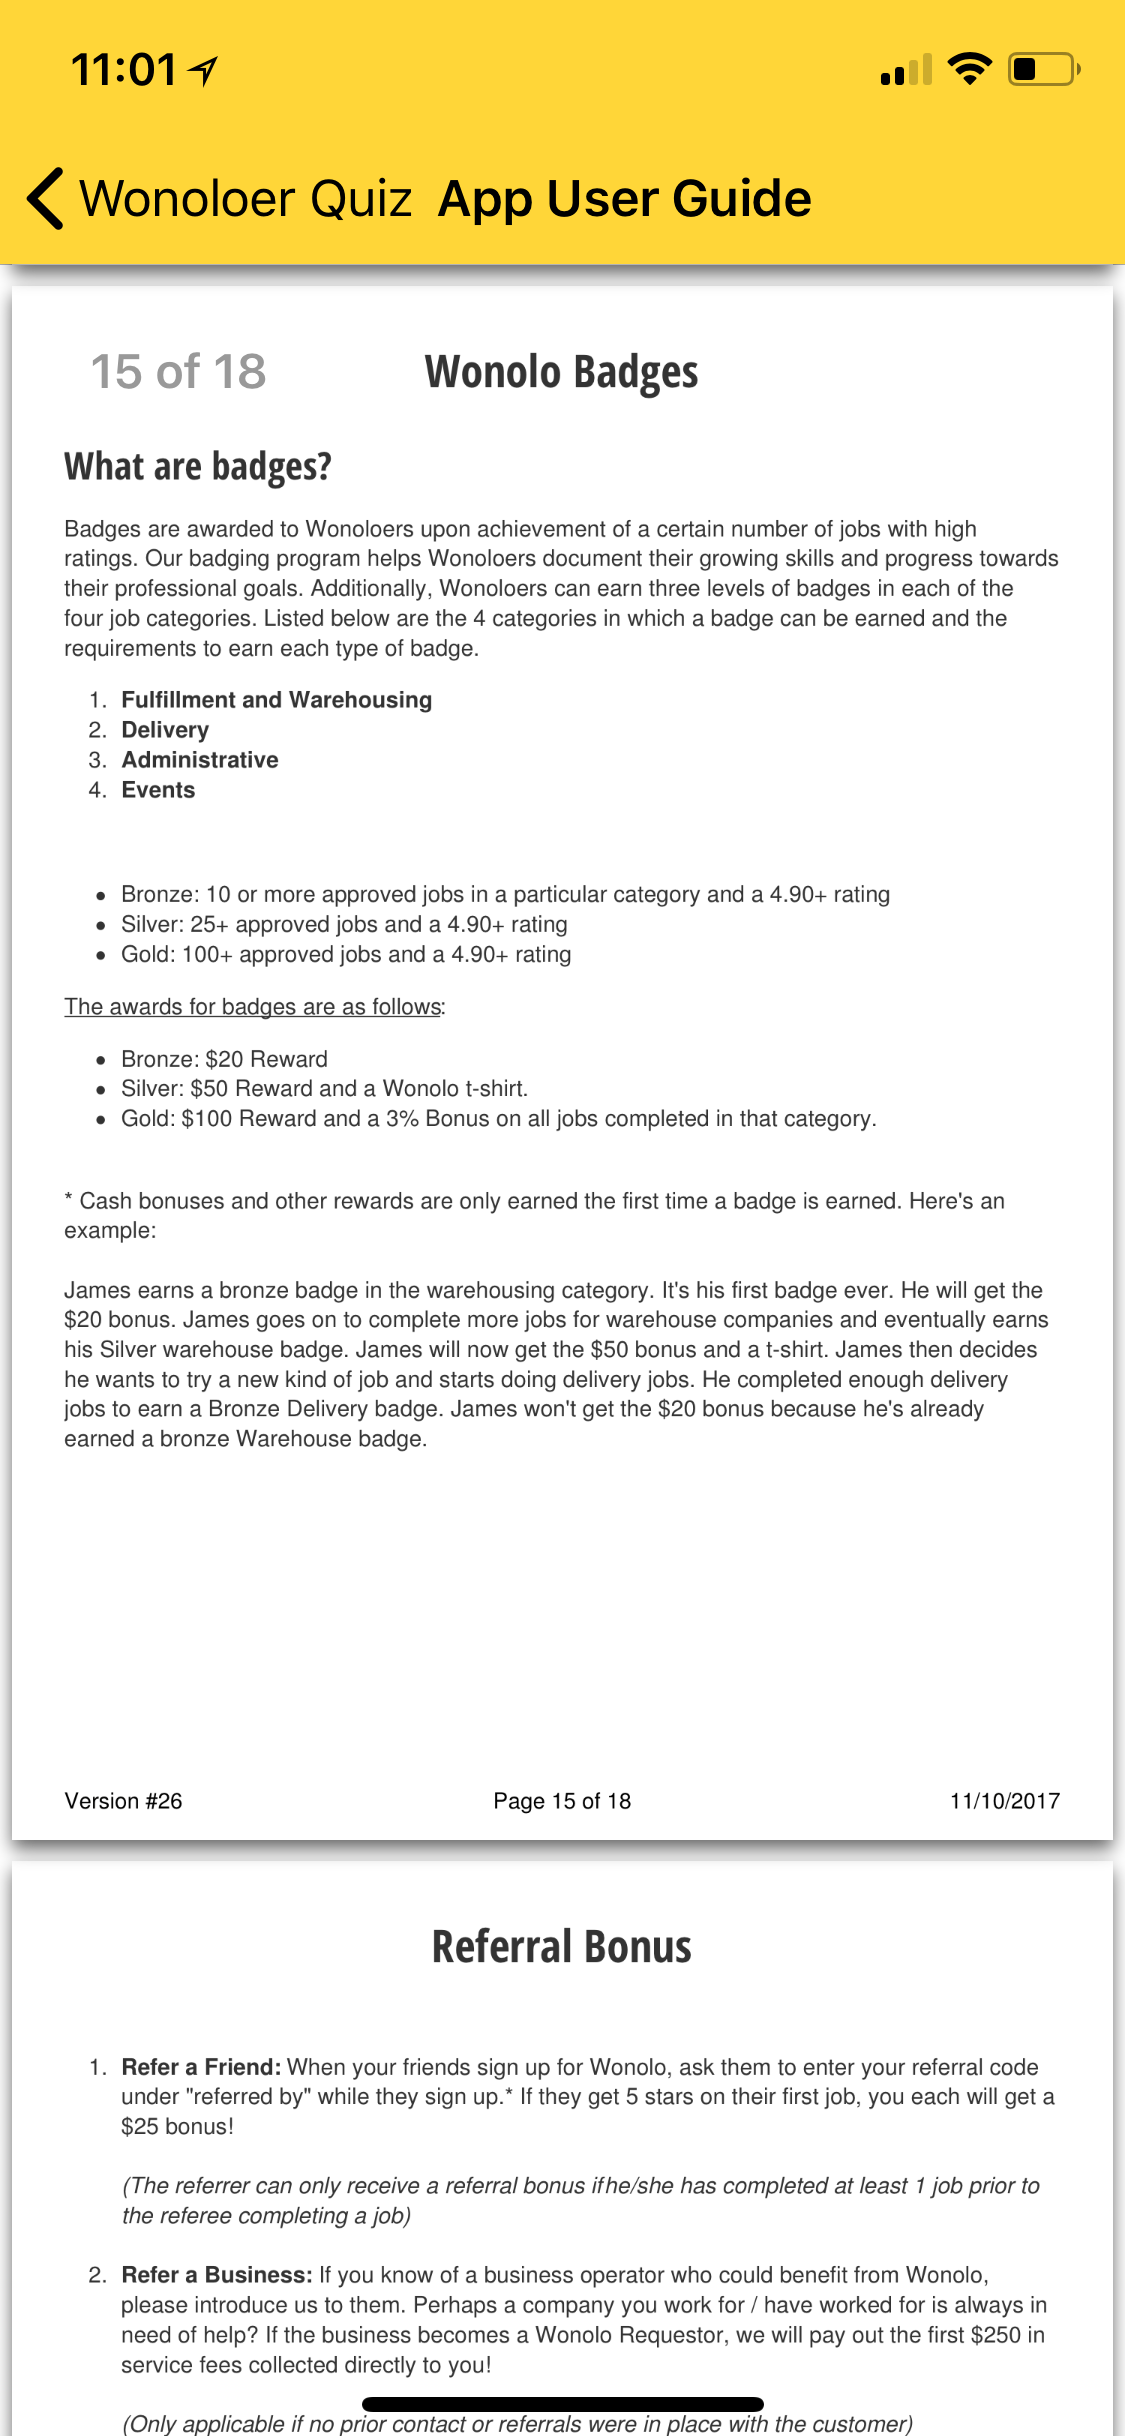 11:01
Wonoloer Quiz App User Guide
15 of 18
Wonolo Badges
What are badges?
Badges are awarded to Wonoloers upon achievement of a certain number of jobs with high
ratings. Our badging program helps Wonoloers document their growing skills and progress towards
their professional goals. Additionally, Wonoloers can earn three levels of badges in each of the
four job categories. Listed below are the 4 categories in which a badge can be earned and the
requirements to earn each type of badge.
1. Fulfillment and Warehousing
2. Delivery
3. Administrative
4. Events
• Bronze: 10 or more approved jobs in a particular category and a 4.90+ rating
• Silver: 25+ approved jobs and a 4.90+ rating
• Gold: 100+ approved jobs and a 4.90+ rating
The awards for badges are as follows:
• Bronze: $20 Reward
• Silver: $50 Reward and a Wonolo t-shirt.
• Gold: $100 Reward and a 3% Bonus on all jobs completed in that category.
* Cash bonuses and other rewards are only earned the first time a badge is earned. Here's an
example:
James earns a bronze badge in the warehousing category. It's his first badge ever. He will get the
$20 bonus. James goes on to complete more jobs for warehouse companies and eventually earns
his Silver warehouse badge. James will now get the $50 bonus and a t-shirt. James then decides
he wants to try a new kind of job and starts doing delivery jobs. He completed enough delivery
jobs to earn a Bronze Delivery badge. James won't get the $20 bonus because he's already
earned a bronze Warehouse badge.
Version #26 Page 15 of 18 11/10/2017
Referral Bonus
1. Refer a Friend: When your friends sign up for Wonolo, ask them to enter your referral code
under "referred by" while they sign up.* If they get 5 stars on their first job, you each will get a
$25 bonus!
(The referrer can only receive a referral bonus if he/she has completed at least 1 job prior to
the referee completing a job)
2. Refer a Business: If you know of a business operator who could benefit from Wonolo,
please introduce us to them. Perhaps a company you work for / have worked for is always in
need of help? If the business becomes a Wonolo Requestor, we will pay out the first $250 in
service fees collected directly to you!
(Only applicable if no prior contact or referrals were in place with the customer)